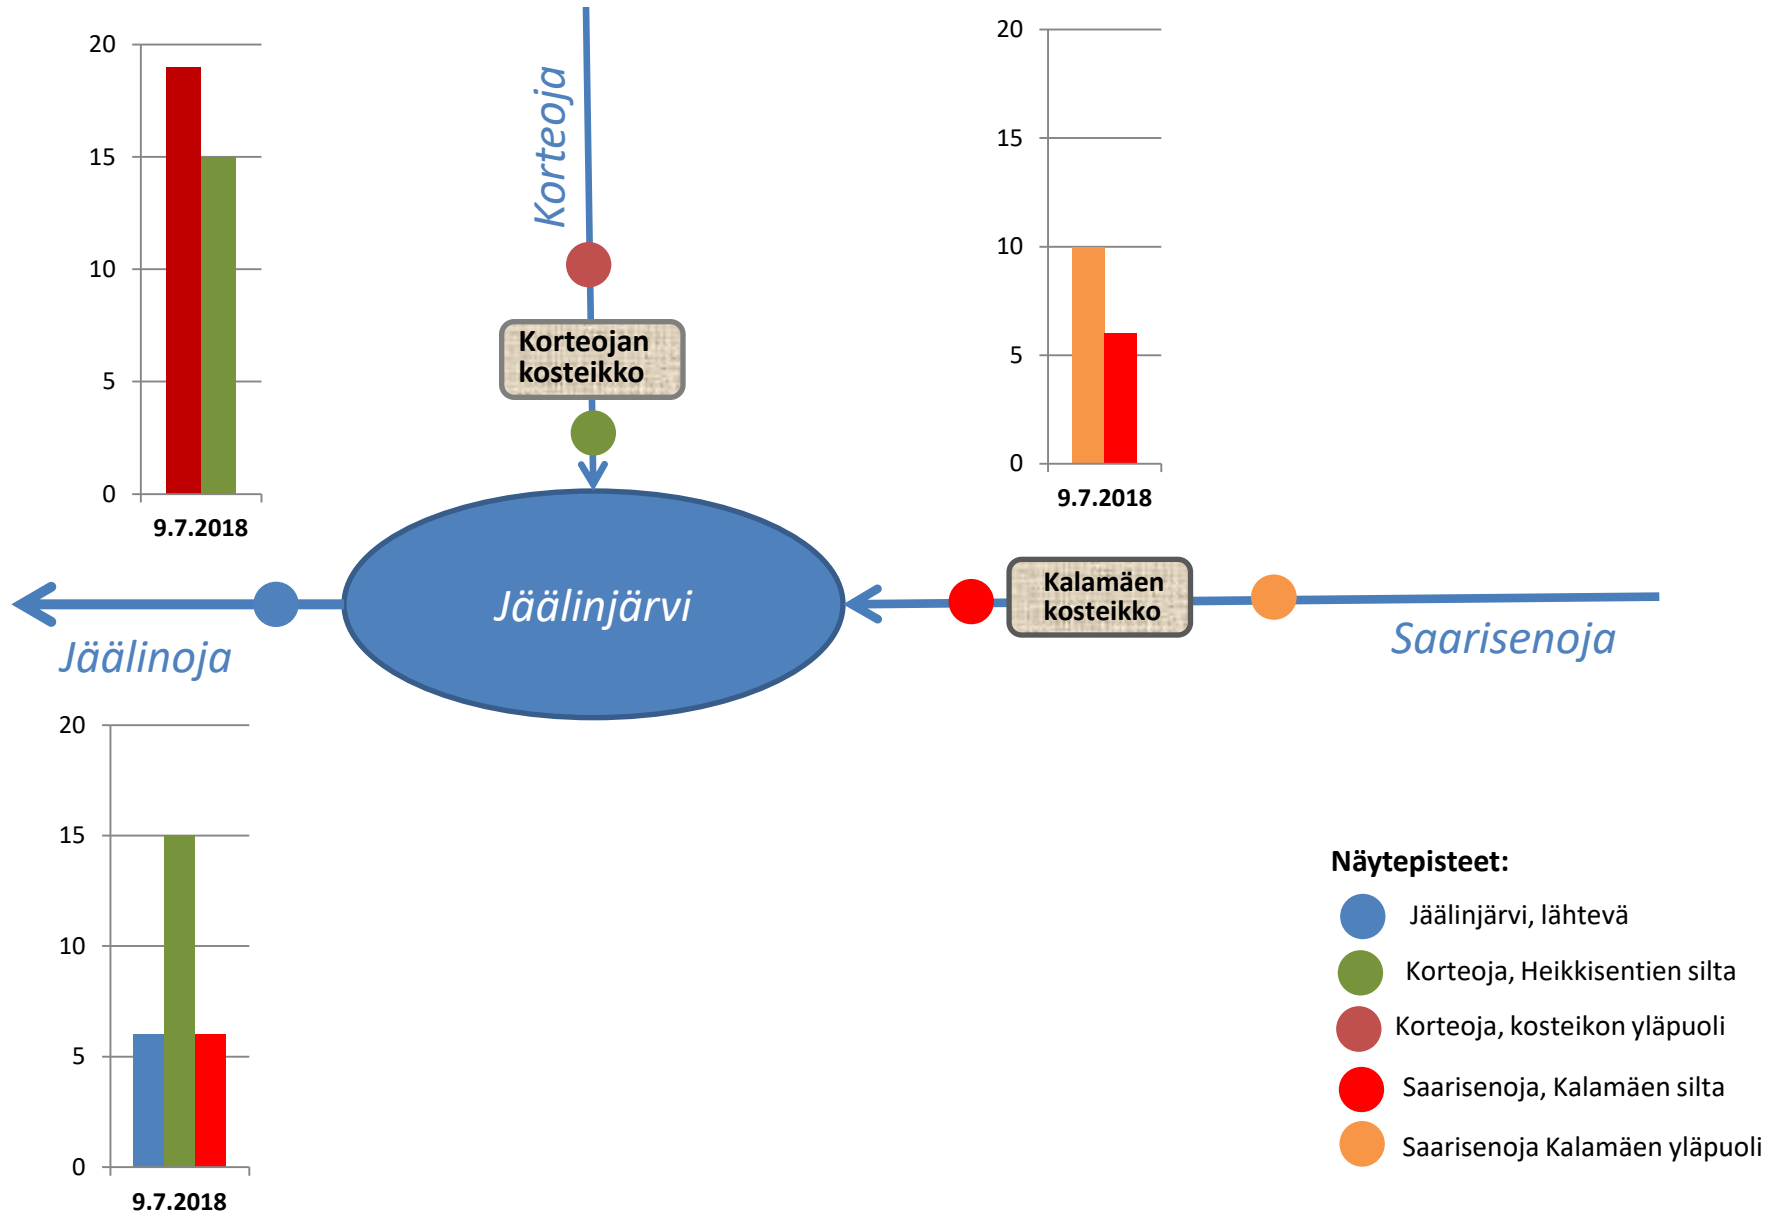 20
15
10
5
0
9.7.2018
Korteoja
20
15
10
5
0
9.7.2018
Korteojan
kosteikko
Jäälinjärvi
Kalamäen
kosteikko
Jäälinoja
Saarisenoja
20
15
10
5
0
9.7.2018
Näytepisteet:
Jäälinjärvi, lähtevä
Korteoja, Heikkisentien silta
Korteoja, kosteikon yläpuoli
Saarisenoja, Kalamäen silta
Saarisenoja Kalamäen yläpuoli